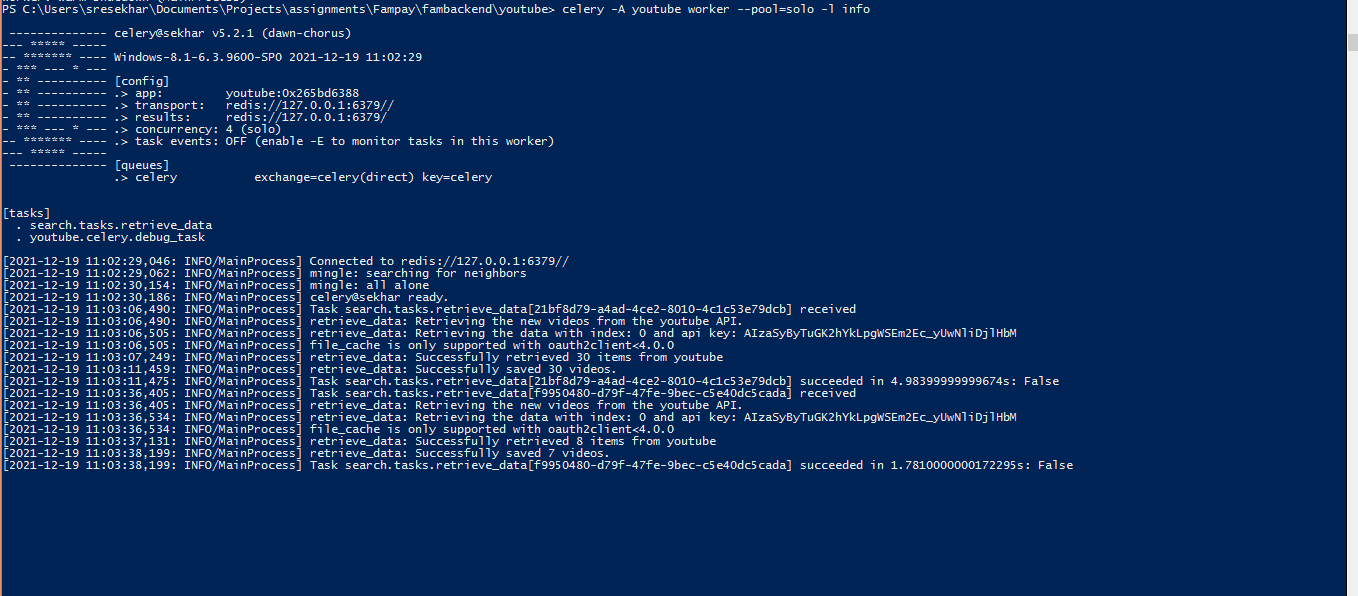 PS C:\Users\sresekhar\Documents\Projects\assignments\Fampay\fambackend\youtube> celery -A youtube worker --pool=solo -l info
-------------- celery@sekhar v5.2.1 (dawn-chorus)
--- ***** -----
-- ******* ---- Windows-8.1-6.3.9600-SP0 2021-12-19 11:02:29
- *** --- * ---
- ** ---------- [config]
- ** ---------- .> app: youtube:0x265bd6388
- ** ---------- .> transport: redis://127.0.0.1:6379//
- ** ---------- .> results: redis://127.0.0.1:6379/
- *** --- * --- .> concurrency: 4 (solo)
-- ******* ---- .> task events: OFF (enable -E to monitor tasks in this worker)
--- ***** -----
-------------- [queues]
.> celery exchange=celery(direct) key=celery
[tasks]
. search.tasks.retrieve_data
. youtube.celery.debug_task
[2021-12-19 11:02:29,046: INFO/MainProcess] Connected to redis://127.0.0.1:6379//
[2021-12-19 11:02:29,062: INFO/MainProcess] mingle: searching for neighbors
[2021-12-19 11:02:30,154: INFO/MainProcess] mingle: all alone
[2021-12-19 11:02:30,186: INFO/MainProcess] celery@sekhar ready.
[2021-12-19 11:03:06,490: INFO/MainProcess] Task search.tasks.retrieve_data[21bf8d79-a4ad-4ce2-8010-4c1c53e79dcb] received
[2021-12-19 11:03:06,490: INFO/MainProcess] retrieve_data: Retrieving the new videos from the youtube API.
[2021-12-19 11:03:06,505: INFO/MainProcess] retrieve_data: Retrieving the data with index: 0 and api key: AIzaSyByTuGK2hYkLpgWSEm2Ec_yUwNliDjlHbM
[2021-12-19 11:03:06,505: INFO/MainProcess] file_cache is only supported with oauth2client<4.0.0
[2021-12-19 11:03:07,249: INFO/MainProcess] retrieve_data: Successfully retrieved 30 items from youtube
[2021-12-19 11:03:11,459: INFO/MainProcess] retrieve_data: Successfully saved 30 videos.
[2021-12-19 11:03:11,475: INFO/MainProcess] Task search.tasks.retrieve_data[21bf8d79-a4ad-4ce2-8010-4c1c53e79dcb] succeeded in 4.98399999999674s: False
[2021-12-19 11:03:36,405: INFO/MainProcess] Task search.tasks.retrieve_data[f9950480-d79f-47fe-9bec-c5e40dc5cada] received
[2021-12-19 11:03:36,405: INFO/MainProcess] retrieve_data: Retrieving the new videos from the youtube API.
[2021-12-19 11:03:36,534: INFO/MainProcess] retrieve_data: Retrieving the data with index: 0 and api key: AIzaSyByTuGK2hYkLpgWSEm2Ec_yUwNliDjlHbM
[2021-12-19 11:03:36,534: INFO/MainProcess] file_cache is only supported with oauth2client<4.0.0
[2021-12-19 11:03:37,131: INFO/MainProcess] retrieve_data: Successfully retrieved 8 items from youtube
[2021-12-19 11:03:38,199: INFO/MainProcess] retrieve_data: Successfully saved 7 videos.
[2021-12-19 11:03:38,199: INFO/MainProcess] Task search.tasks.retrieve_data[f9950480-d79f-47fe-9bec-c5e40dc5cada] succeeded in 1.7810000000172295s: False